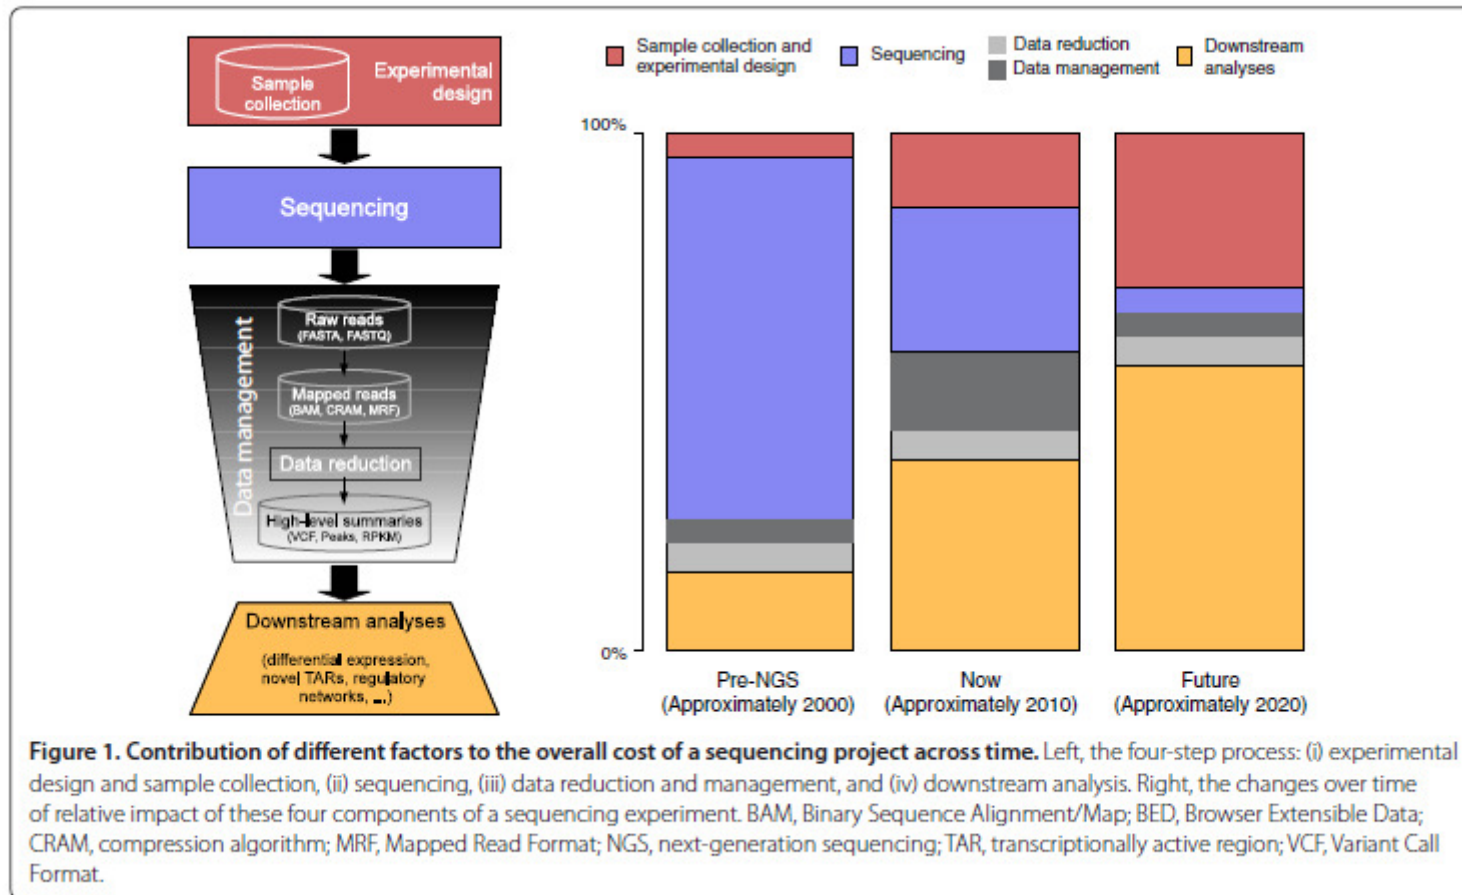 Sample
collection
Experimental
design
Sequencing
Data management
Raw reads
(FASTA, FASTQ)
Mapped reads
(BAM, CRAM, MRF)
Data reduction
High-level summaries
(VCF, Peaks, RPKM)
Downstream analyses
(differential expression,
novel TARs, regulatory
networks, ...)
Sample collection and
experimental design
Sequencing
Data reduction
Data management
Downstream
analyses
100%
0%
Pre-NGS
(Approximately 2000)
Now
(Approximately 2010)
Future
(Approximately 2020)
Figure 1. Contribution of different factors to the overall cost of a sequencing project across time. Left, the four-step process: (i) experimental
design and sample collection, (ii) sequencing, (iii) data reduction and management, and (iv) downstream analysis. Right, the changes over time
of relative impact of these four components of a sequencing experiment. BAM, Binary Sequence Alignment/Map; BED, Browser Extensible Data;
CRAM, compression algorithm; MRF, Mapped Read Format; NGS, next-generation sequencing; TAR, transcriptionally active region; VCF, Variant Call
Format.